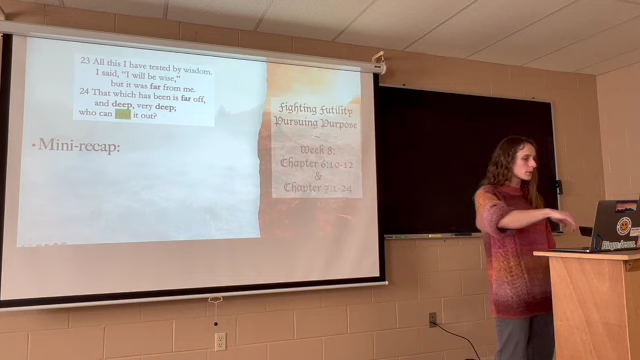 23 All this I have tested by wisdom.
I said, "I will be wise,"
but it was far from me.
24 That which has been is far off,
and deep, very deep;
who can find it out?
• Mini-recap:
Fighting Futility
Pursuing Purpose
~
Week 8:
Chapter 6:10-12
&
Chapter 7:1-24